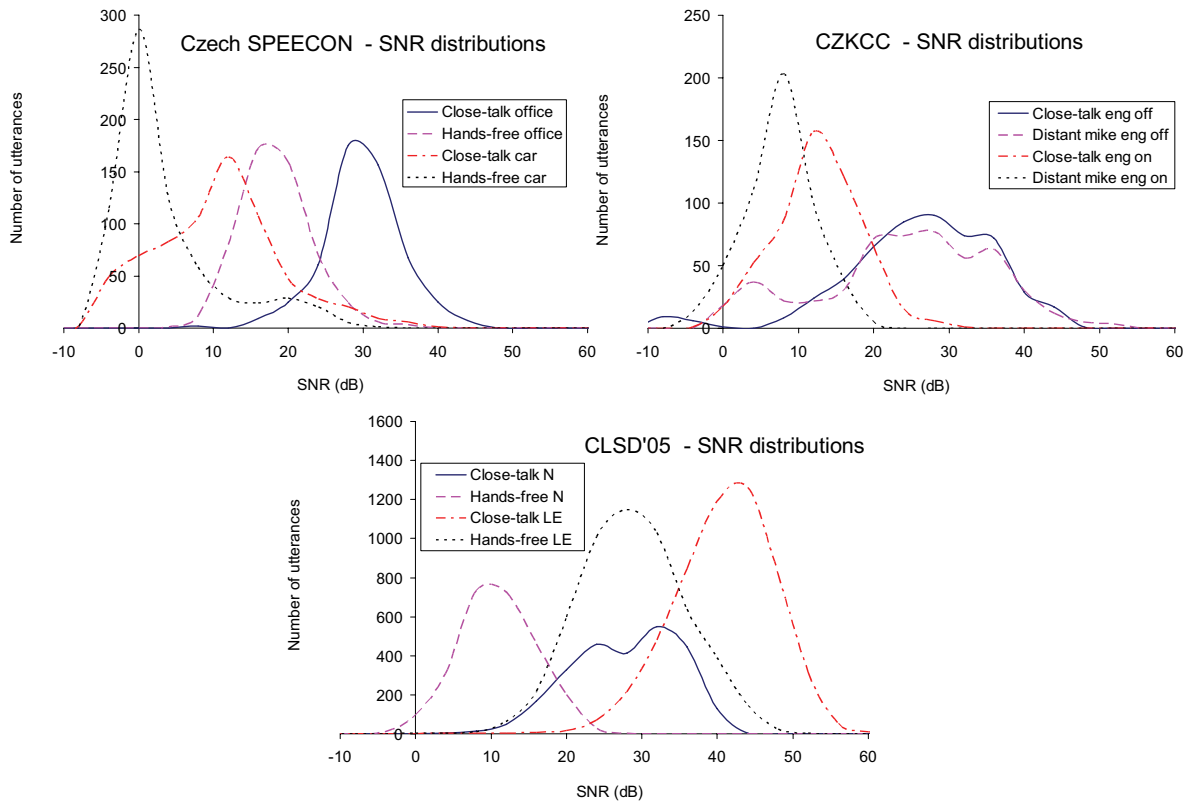 Czech SPEECON - SNR distributions
Number of utterances
300
250
200
150
100
50
0
Close-talk office
Hands-free office
Close-talk car
Hands-free car
-10 0 10 20 30 40 50 60
SNR (dB)
CZKCC - SNR distributions
Number of utterances
250
200
150
100
50
0
Close-talk eng off
Distant mike eng off
Close-talk eng on
Distant mike eng on
-10 0 10 20 30 40 50 60
SNR (dB)
CLSD'05 - SNR distributions
Number of utterances
1600
1400
1200
1000
800
600
400
200
0
Close-talk N
Hands-free N
Close-talk LE
Hands-free LE
-10 0 10 20 30 40 50 60
SNR (dB)